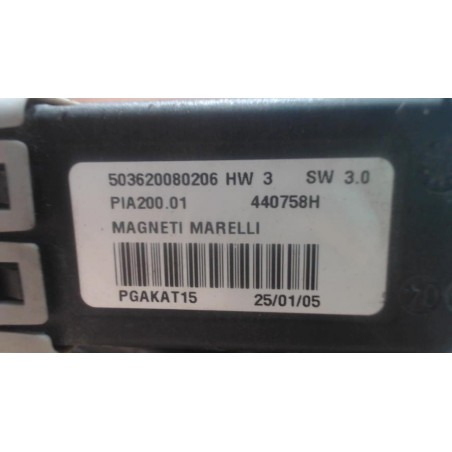 503620080206 HW 3 SW 3.0
PIA200.01 440758H
MAGNETI MARELLI
PGAKAT15 25/01/05